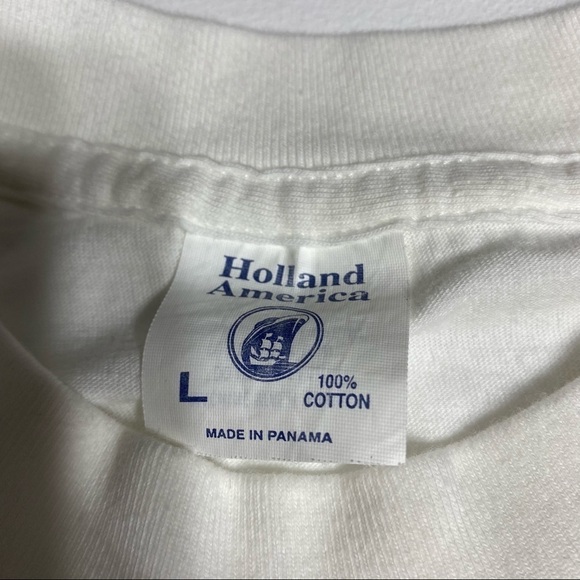 Holland
America
L
100%
COTTON
MADE IN PANAMA